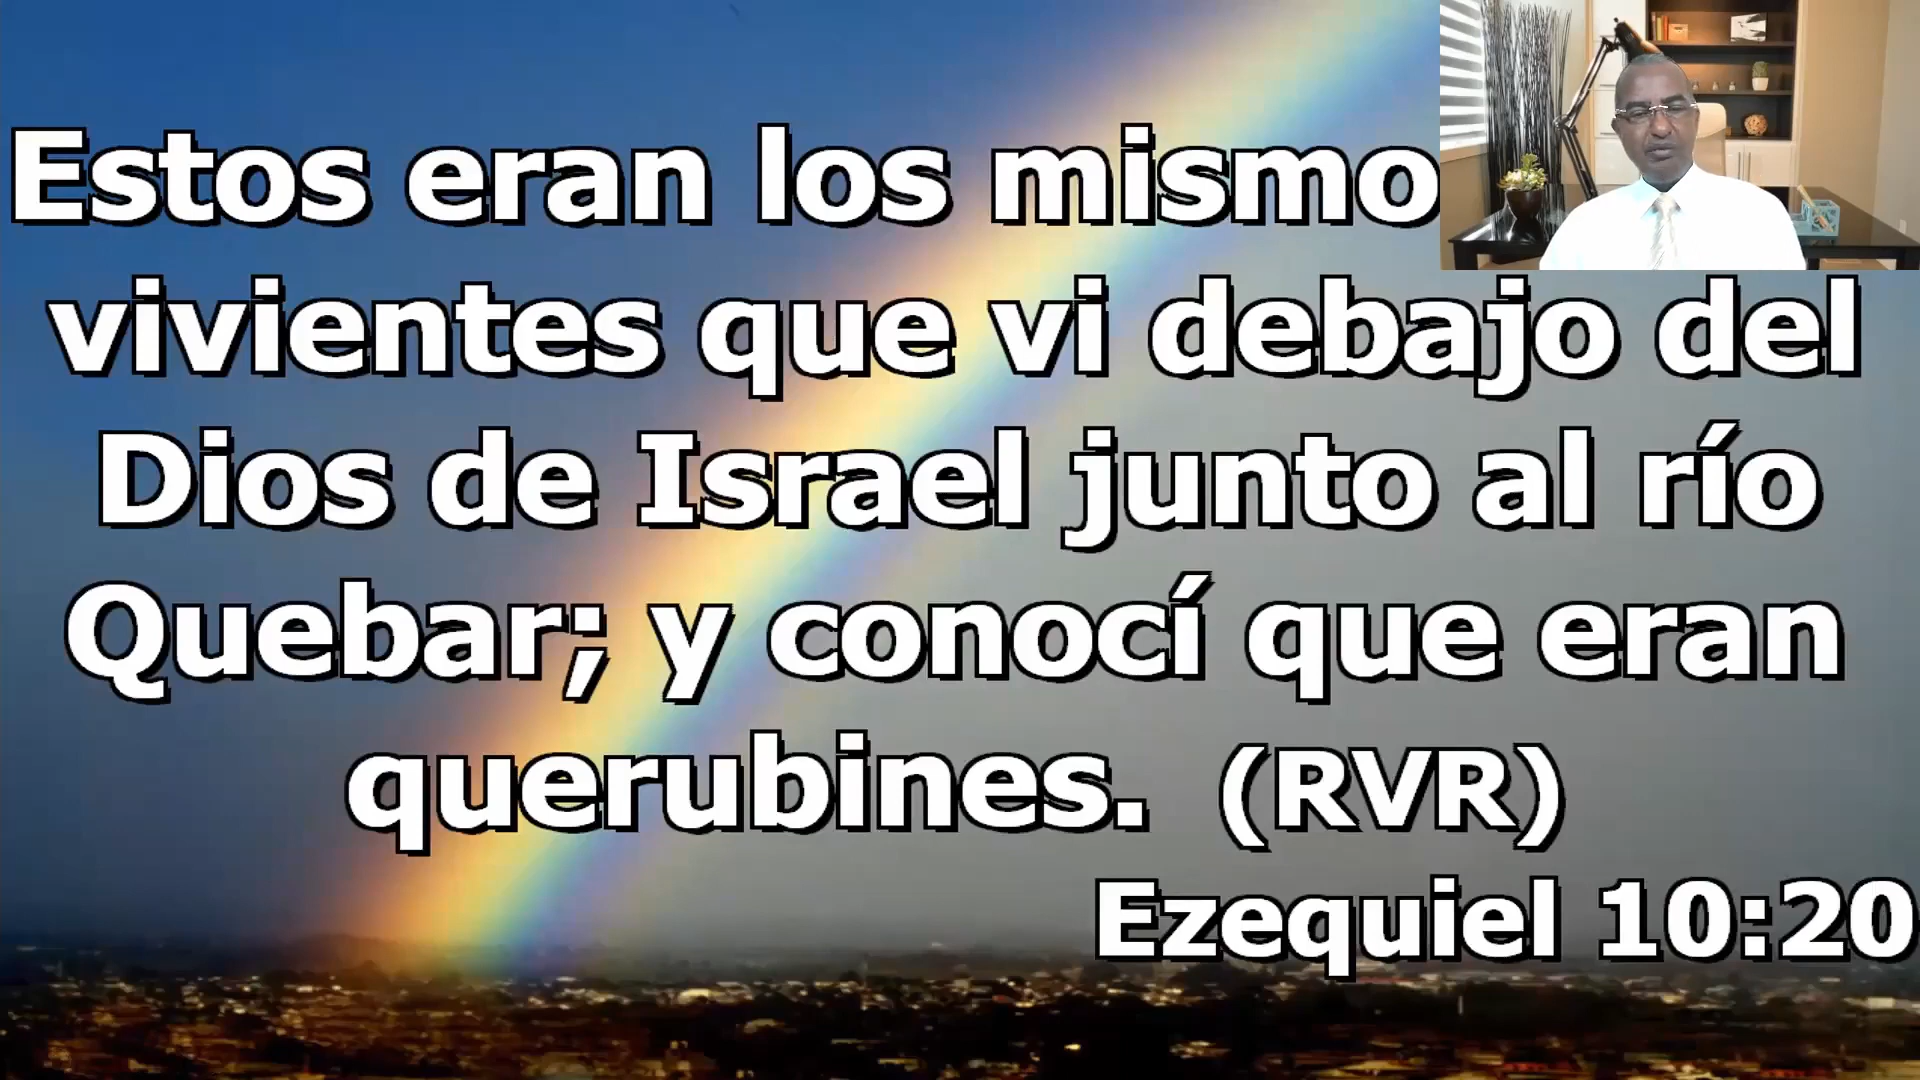 Estos eran los mismo
vivientes que vi debajo del
Dios de Israel junto al río
Quebar; y conocí que eran
querubines. (RVR)
Ezequiel 10:20